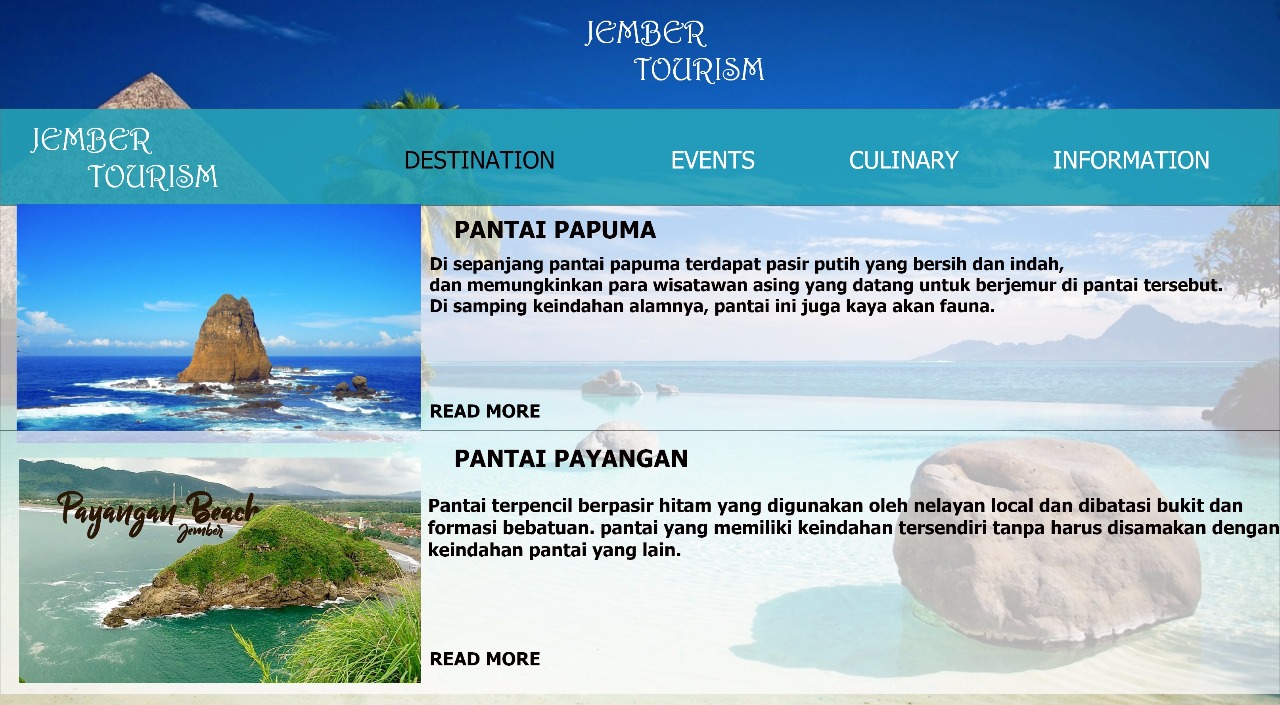 JEMBER
TOURISM
JEMBER
TOURISM
DESTINATION EVENTS CULINARY INFORMATION
PANTAI PAPUMA
Di sepanjang pantai papuma terdapat pasir putih yang bersih dan indah,
dan memungkinkan para wisatawan asing yang datang untuk berjemur di pantai tersebut.
Di samping keindahan alamnya, pantai ini juga kaya akan fauna.
READ MORE
Payangan Beach
Jember
PANTAI PAYANGAN
Pantai terpencil berpasir hitam yang digunakan oleh nelayan local dan dibatasi bukit dan
formasi bebatuan. pantai yang memiliki keindahan tersendiri tanpa harus disamakan dengan
keindahan pantai yang lain.
READ MORE